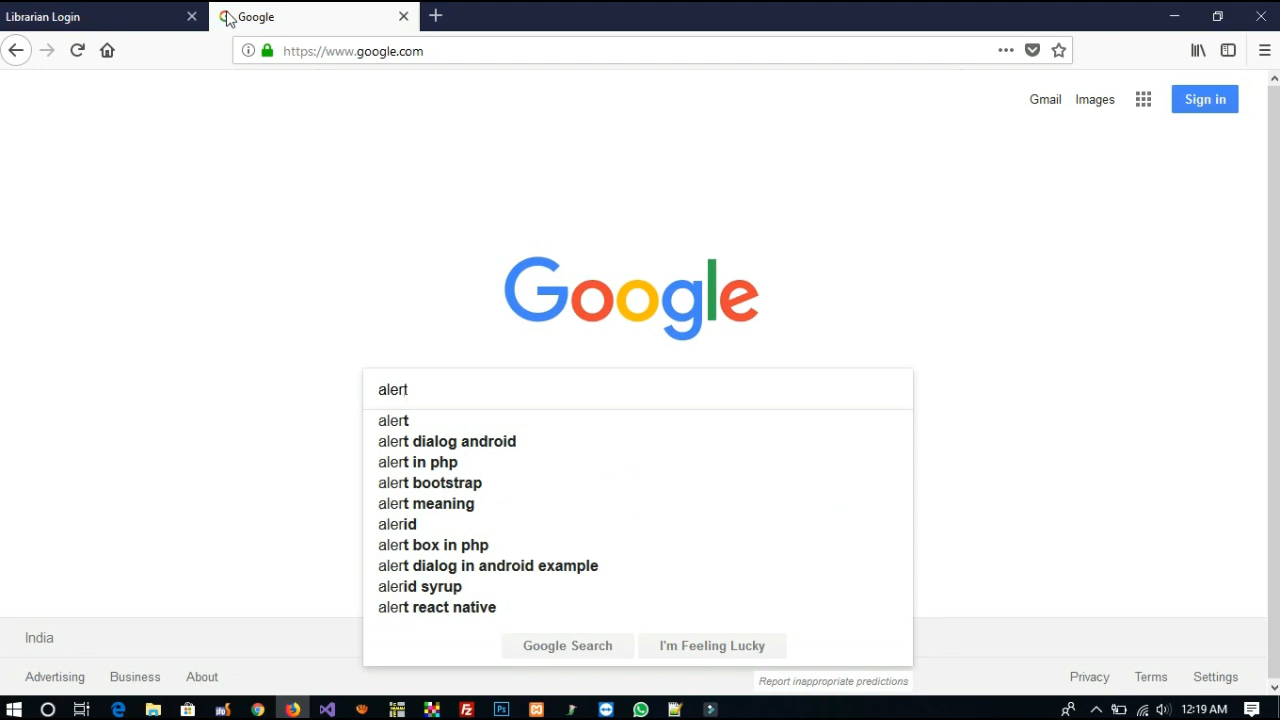 Librarian Login
Google
https://www.google.com
Gmail Images Sign in
Google
alert
alert
alert dialog android
alert in php
alert bootstrap
alert meaning
alerid
alert box in php
alert dialog in android example
alerid syrup
alert react native
Google Search I'm Feeling Lucky
India
Report inappropriate predictions
Advertising Business About Privacy Terms Settings
12:19 AM